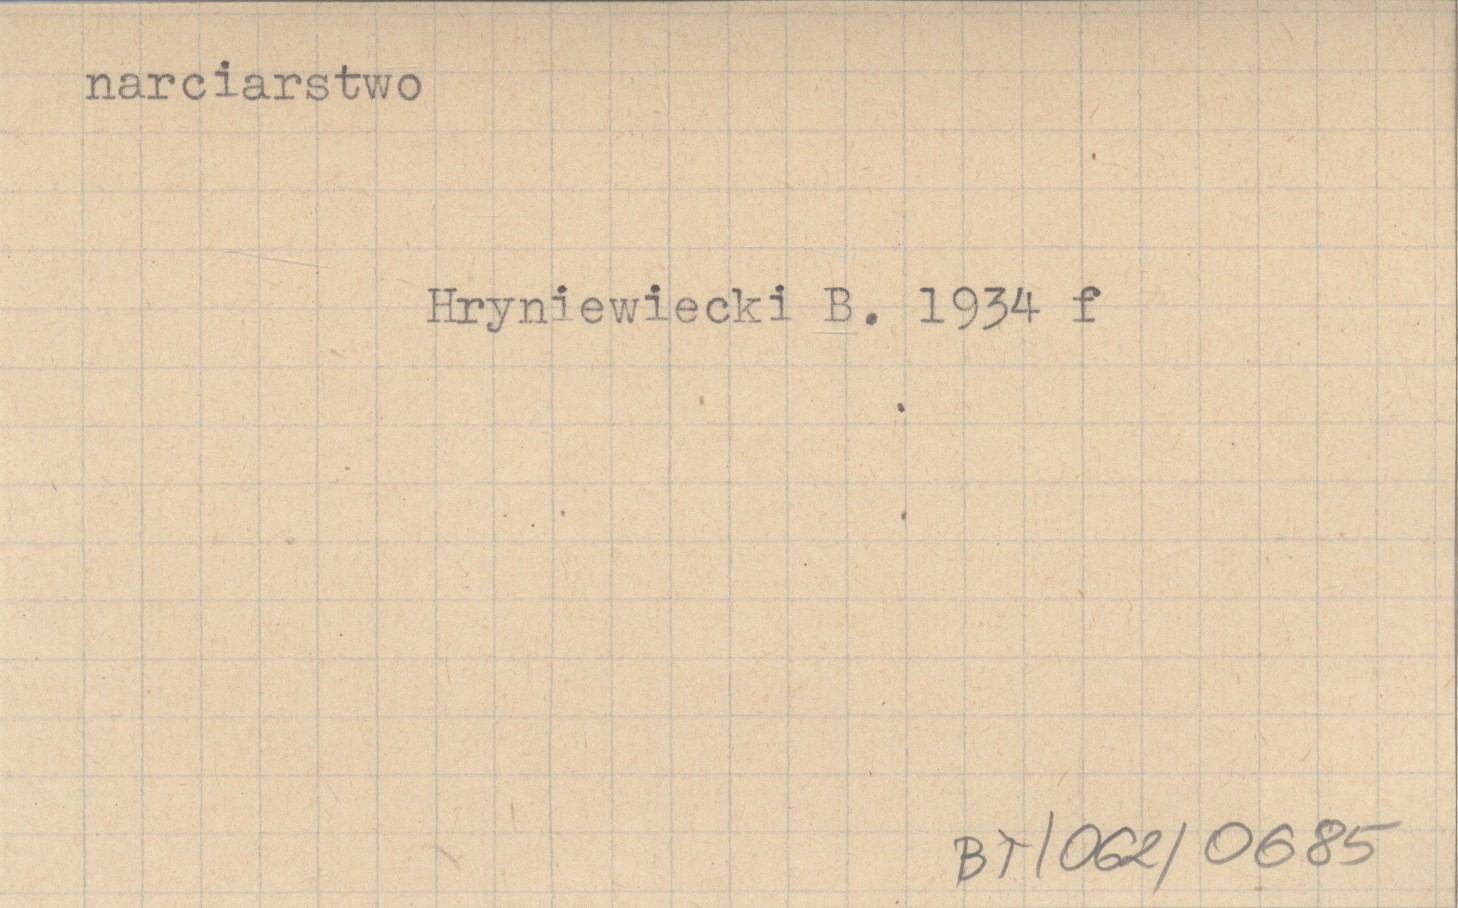 narciarstwo
Hryniewiecki B. 1934 f
BT/062/0685